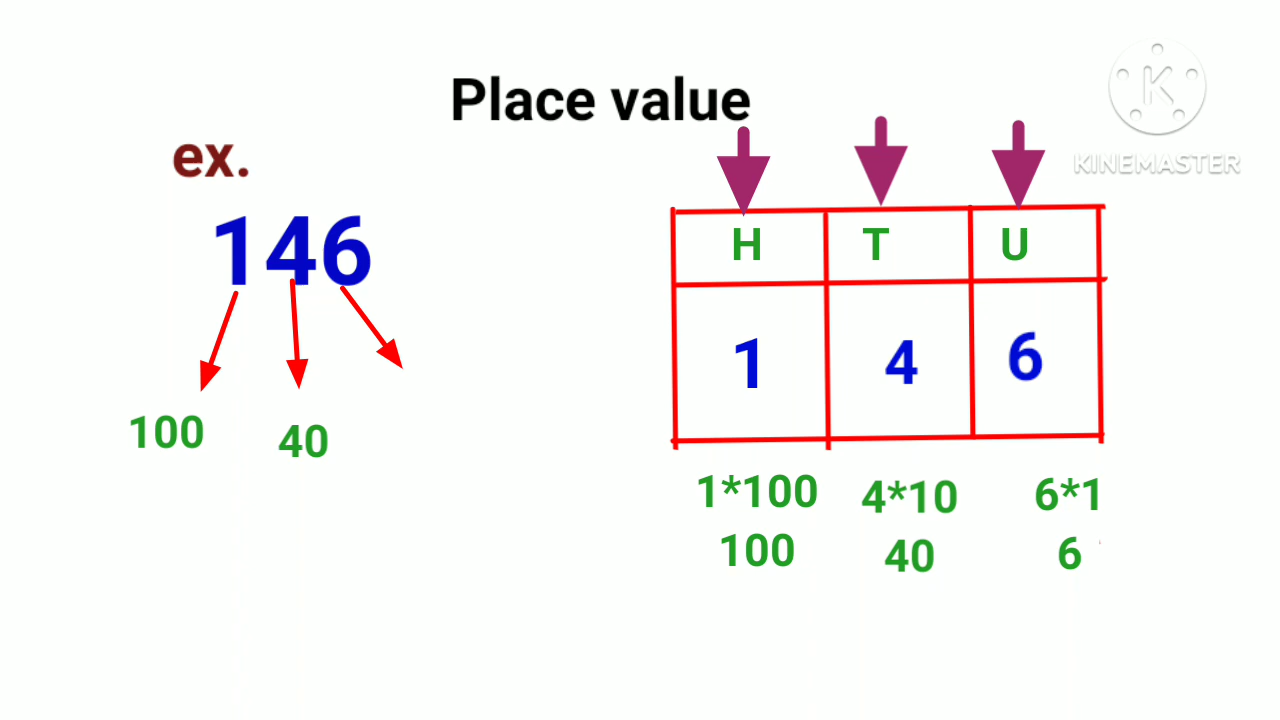 Place value
ex.
146
100 40
H T U
1 4 6
1*100 4*10 6*1
100 40 6
K
KINEMASTER